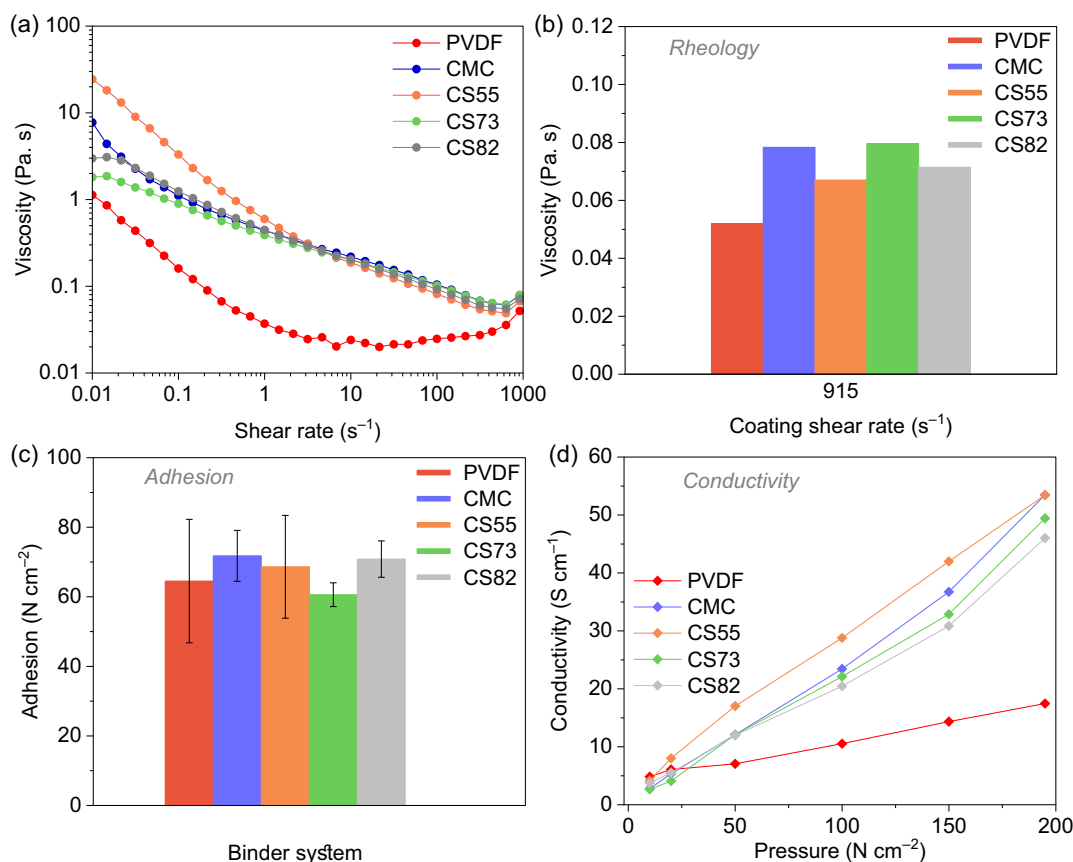 (a)
100
10
1
0.1
0.01
Viscosity (Pa. s)
PVDF
CMC
CS55
CS73
CS82
0.01 0.1 1 10 100 1000
Shear rate (s⁻¹)
(b)
0.12
0.10
0.08
0.06
0.04
0.02
0.00
Viscosity (Pa. s)
Rheology
PVDF
CMC
CS55
CS73
CS82
915
Coating shear rate (s⁻¹)
(c)
100
80
60
40
20
0
Adhesion (N cm⁻²)
Adhesion
PVDF
CMC
CS55
CS73
CS82
Binder system
(d)
60
50
40
30
20
10
0
Conductivity (S cm⁻¹)
Conductivity
PVDF
CMC
CS55
CS73
CS82
0 50 100 150 200
Pressure (N cm⁻²)